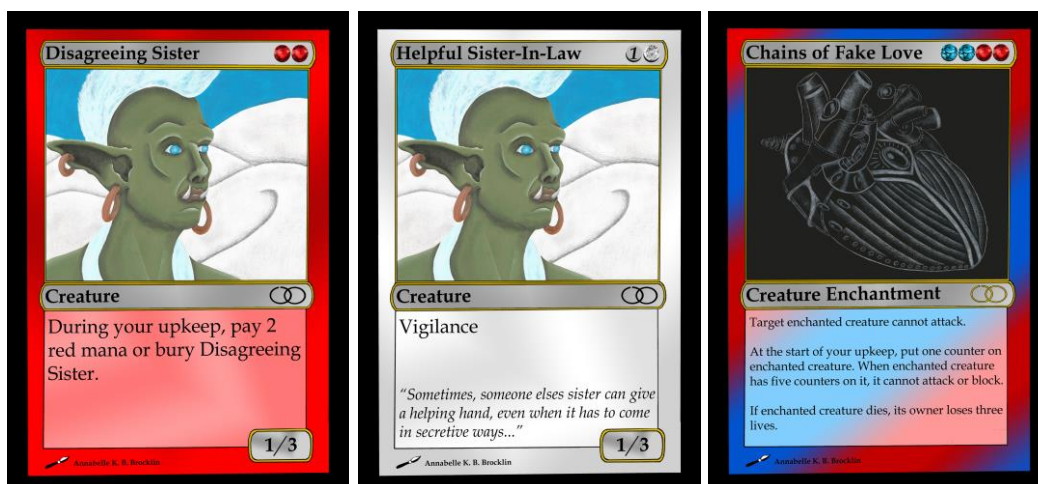 Disagreeing Sister
Creature
During your upkeep, pay 2
red mana or bury Disagreeing
Sister.
1/3
Annabelle K. B. Brocklin
Helpful Sister-In-Law
1
Creature
Vigilance
“Sometimes, someone elses sister can give
a helping hand, even when it has to come
in secretive ways...”
1/3
Annabelle K. B. Brocklin
Chains of Fake Love
Creature Enchantment
Target enchanted creature cannot attack.
At the start of your upkeep, put one counter on
enchanted creature. When enchanted creature
has five counters on it, it cannot attack or block.
If enchanted creature dies, its owner loses three
lives.
Annabelle K. B. Brocklin